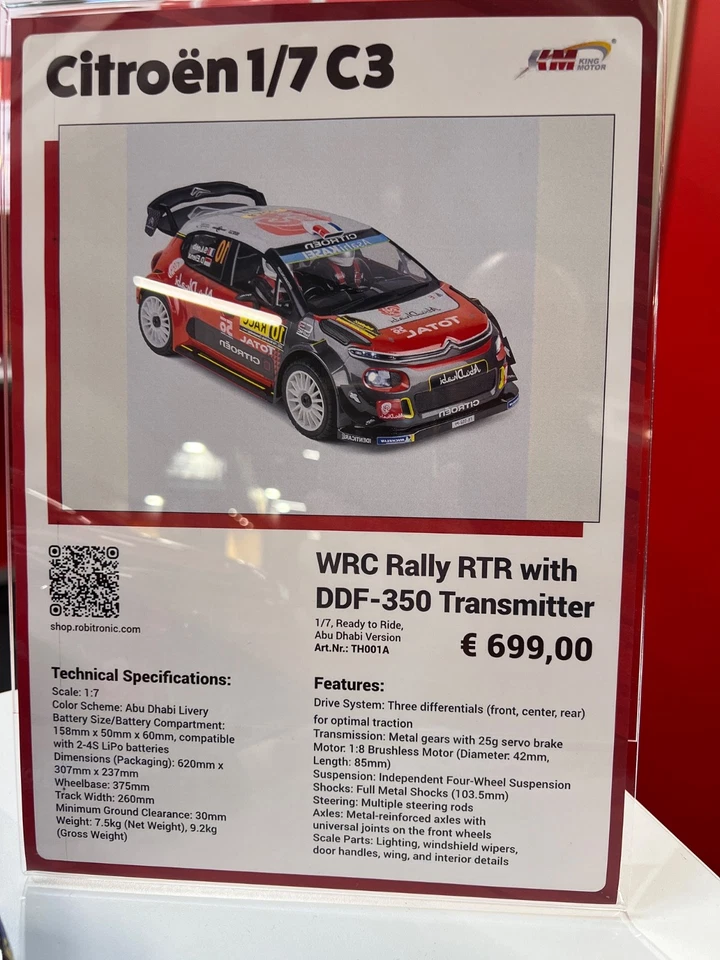 Citroën 1/7 C3
KM KING
MOTOR
CITROËN
TOTAL
CITROËN
CITROËN
WRC Rally RTR with
DDF-350 Transmitter
1/7, Ready to Ride,
Abu Dhabi Version
Art.Nr.: TH001A
€ 699,00
shop.robitronic.com
Technical Specifications:
Scale: 1:7
Color Scheme: Abu Dhabi Livery
Battery Size/Battery Compartment:
158mm x 50mm x 60mm, compatible
with 2-4S LiPo batteries
Dimensions (Packaging): 620mm x
307mm x 237mm
Wheelbase: 375mm
Track Width: 260mm
Minimum Ground Clearance: 30mm
Weight: 7.5kg (Net Weight), 9.2kg
(Gross Weight)
Features:
Drive System: Three differentials (front, center, rear)
for optimal traction
Transmission: Metal gears with 25g servo brake
Motor: 1:8 Brushless Motor (Diameter: 42mm,
Length: 85mm)
Suspension: Independent Four-Wheel Suspension
Shocks: Full Metal Shocks (103.5mm)
Steering: Multiple steering rods
Axles: Metal-reinforced axles with
universal joints on the front wheels
Scale Parts: Lighting, windshield wipers,
door handles, wing, and interior details